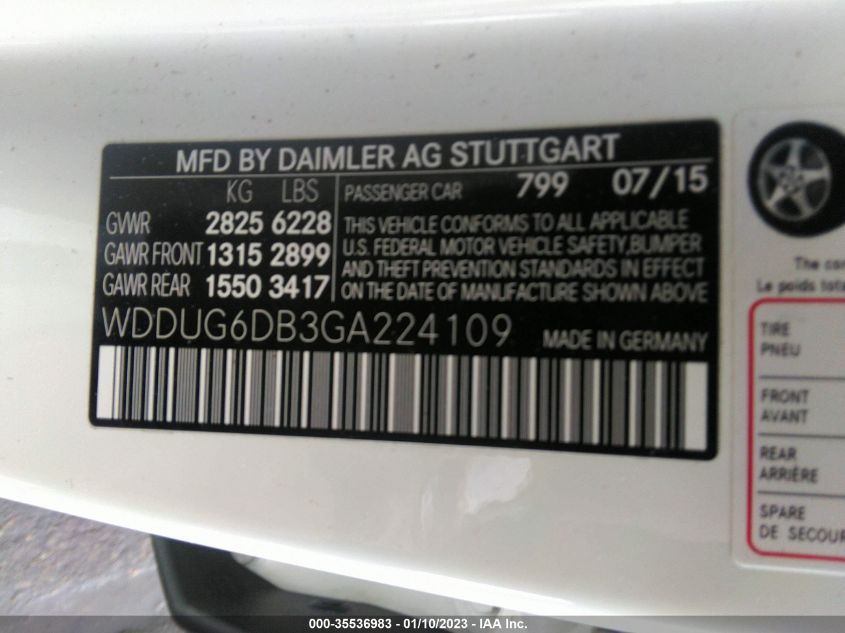 MFD BY DAIMLER AG STUTTGART
KG LBS
GVWR 2825 6228
GAWR FRONT 1315 2899
GAWR REAR 1550 3417
PASSENGER CAR 799 07/15
THIS VEHICLE CONFORMS TO ALL APPLICABLE
U.S. FEDERAL MOTOR VEHICLE SAFETY, BUMPER
AND THEFT PREVENTION STANDARDS IN EFFECT
ON THE DATE OF MANUFACTURE SHOWN ABOVE
WDDUG6DB3GA224109 MADE IN GERMANY
The
Le poids
TIRE
PNEU
FRONT
AVANT
REAR
ARRIÈRE
SPARE
DE
000-35536983 - 01/10/2023 - IAA Inc.